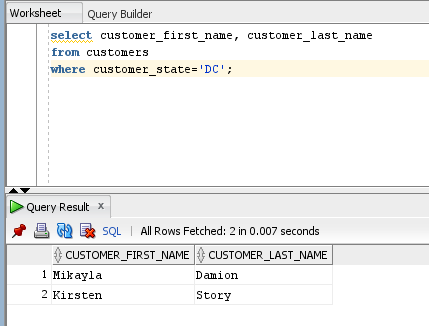 Worksheet Query Builder
select customer_first_name, customer_last_name
from customers
where customer_state='DC';
Query Result x
SQL | All Rows Fetched: 2 in 0.007 seconds
CUSTOMER_FIRST_NAME CUSTOMER_LAST_NAME
1 Mikayla Damion
2 Kirsten Story